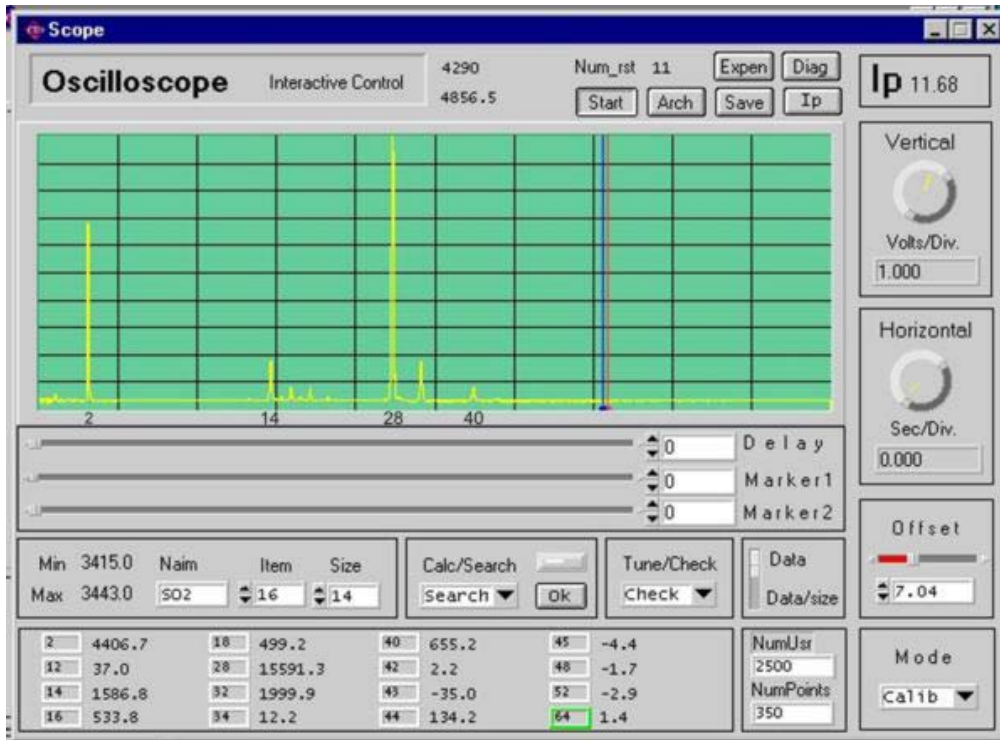 Scope
Oscilloscope Interactive Control
4290
4856.5
Num_rst 11
Expen Diag
Start Arch Save Ip
Ip 11.68
Vertical
Volts/Div.
1.000
Horizontal
Sec/Div.
0.000
2 14 28 40
0 Delay
0 Marker1
0 Marker2
Offset
7.04
Min 3415.0
Max 3443.0
Naim Item Size
SO2 16 14
Calc/Search
Search Ok
Tune/Check
Check
Data
Data/size
2 4406.7 18 499.2 40 655.2 45 -4.4
12 37.0 28 15591.3 42 2.2 48 -1.7
14 1586.8 32 1999.9 43 -35.0 52 -2.9
16 533.8 34 12.2 44 134.2 64 1.4
NumUsr
2500
NumPoints
350
Mode
Calib